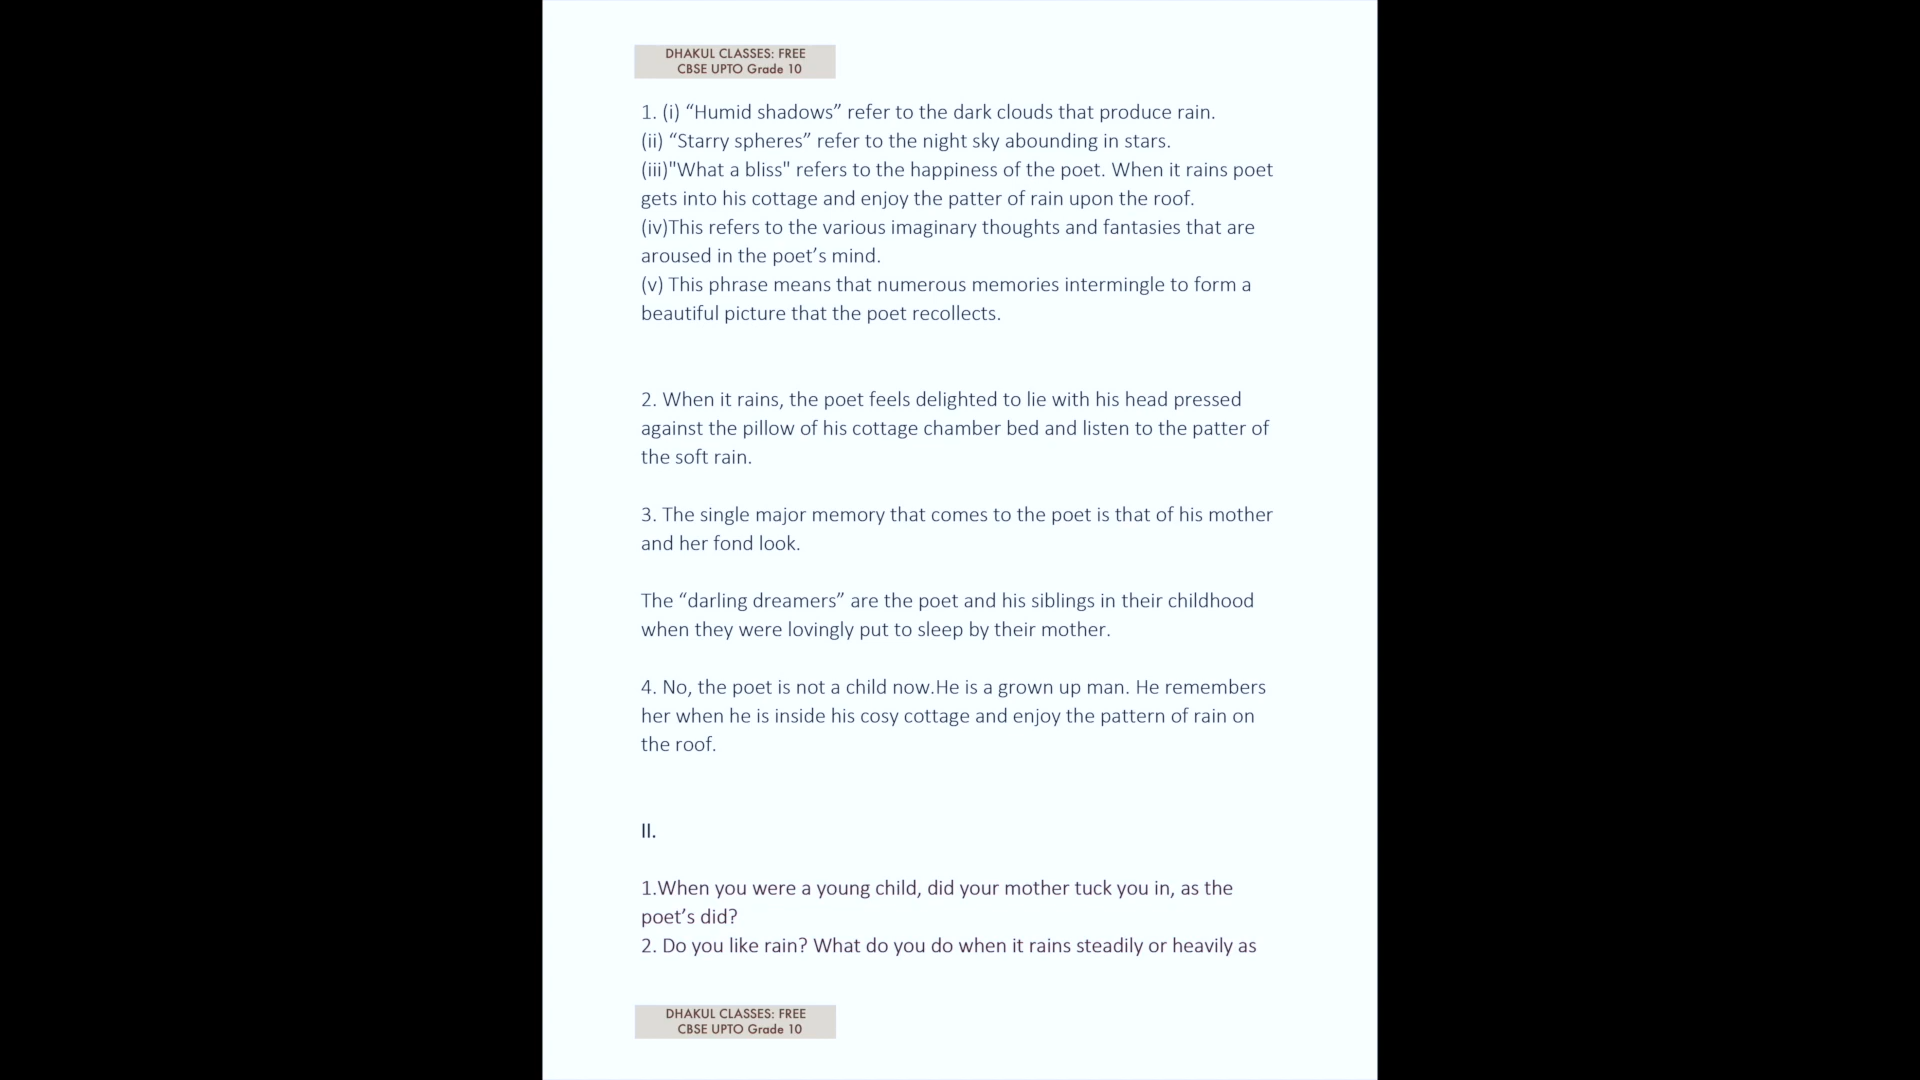 DHAKUL CLASSES: FREE
CBSE UPTO Grade 10
1. (i) “Humid shadows” refer to the dark clouds that produce rain.
(ii) “Starry spheres” refer to the night sky abounding in stars.
(iii)"What a bliss" refers to the happiness of the poet. When it rains poet
gets into his cottage and enjoy the patter of rain upon the roof.
(iv)This refers to the various imaginary thoughts and fantasies that are
aroused in the poet’s mind.
(v) This phrase means that numerous memories intermingle to form a
beautiful picture that the poet recollects.
2. When it rains, the poet feels delighted to lie with his head pressed
against the pillow of his cottage chamber bed and listen to the patter of
the soft rain.
3. The single major memory that comes to the poet is that of his mother
and her fond look.
The “darling dreamers” are the poet and his siblings in their childhood
when they were lovingly put to sleep by their mother.
4. No, the poet is not a child now.He is a grown up man. He remembers
her when he is inside his cosy cottage and enjoy the pattern of rain on
the roof.
II.
1.When you were a young child, did your mother tuck you in, as the
poet’s did?
2. Do you like rain? What do you do when it rains steadily or heavily as
DHAKUL CLASSES: FREE
CBSE UPTO Grade 10